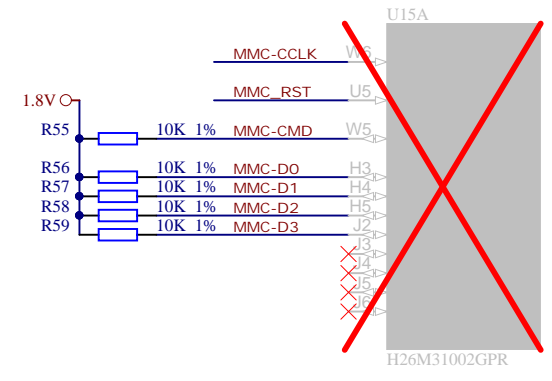 U15A
MMC-CCLK W6
MMC_RST U5
1.8V
R55 10K 1% MMC-CMD W5
R56 10K 1% MMC-D0 H3
R57 10K 1% MMC-D1 H4
R58 10K 1% MMC-D2 H5
R59 10K 1% MMC-D3 J2
J3
J4
J5
J6
H26M31002GPR